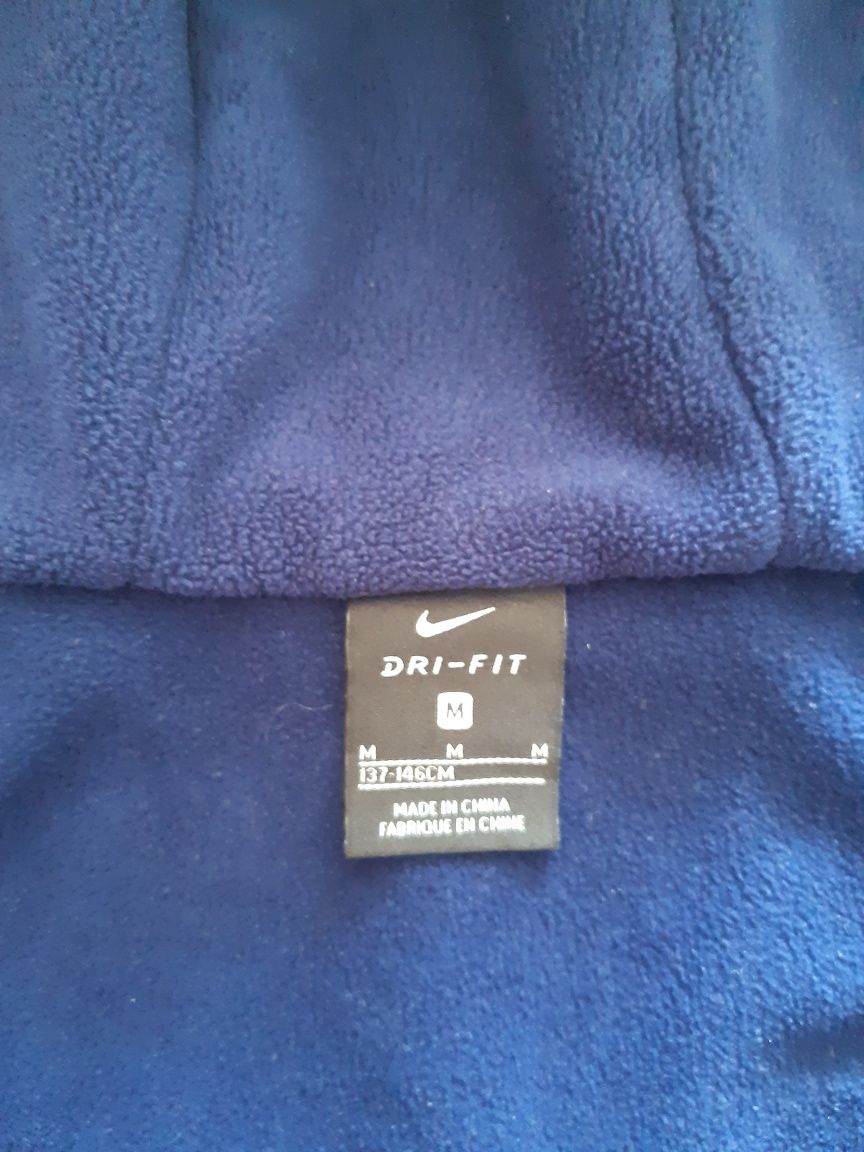 DRI-FIT
M
M M M
137-146CM
MADE IN CHINA
FABRIQUE EN CHINE